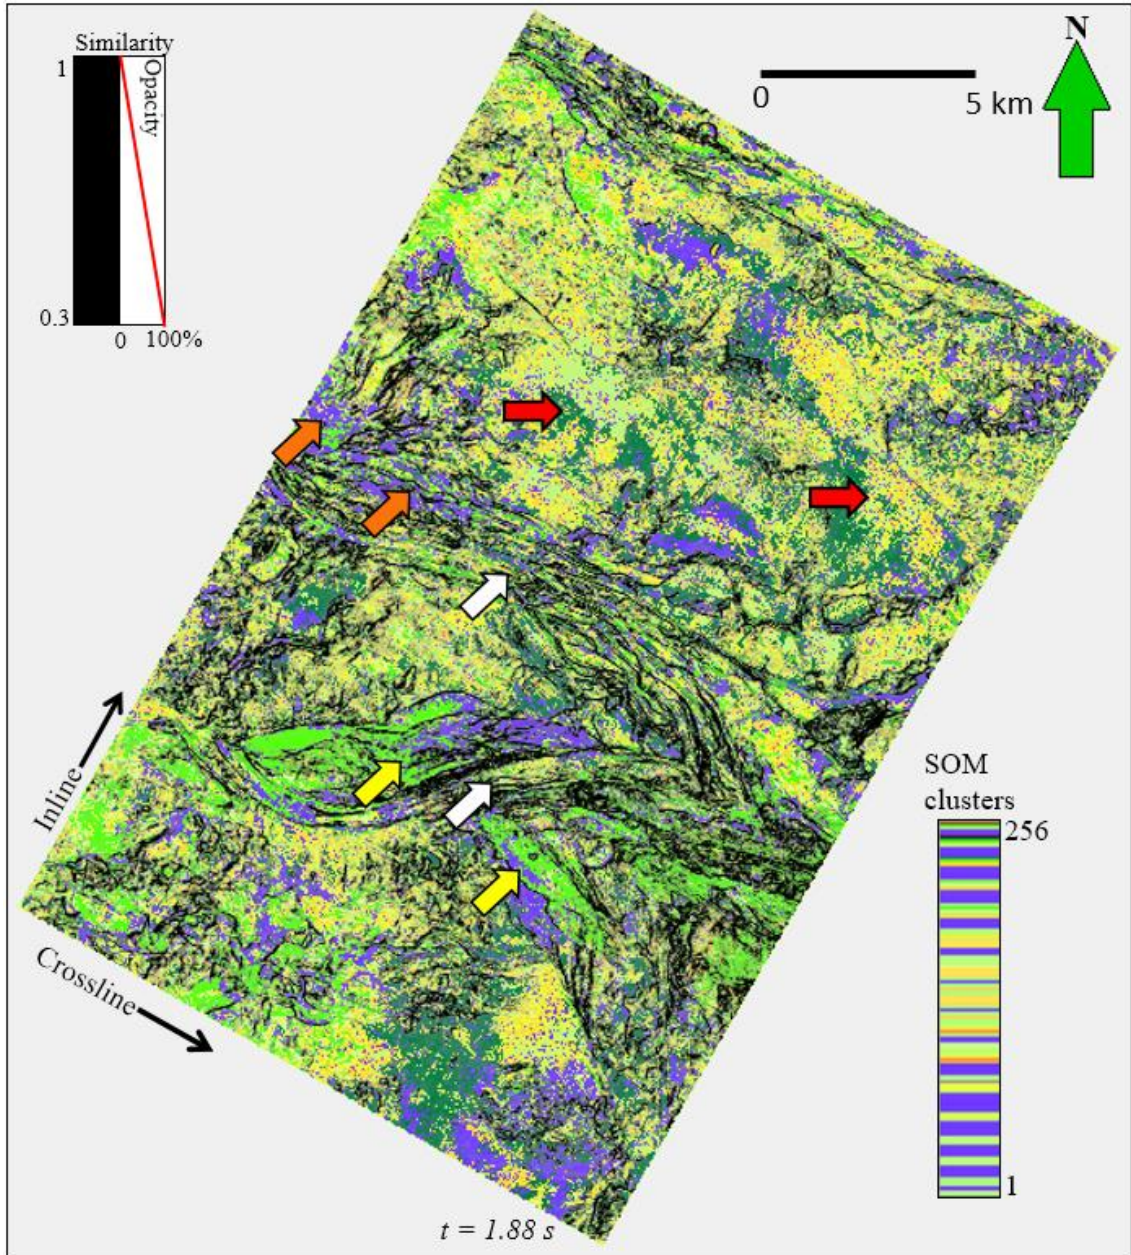 Similarity
1
Opacity
0.3
0
100%
N
0
5 km
Inline
Crossline
SOM
clusters
256
1
t = 1.88 s